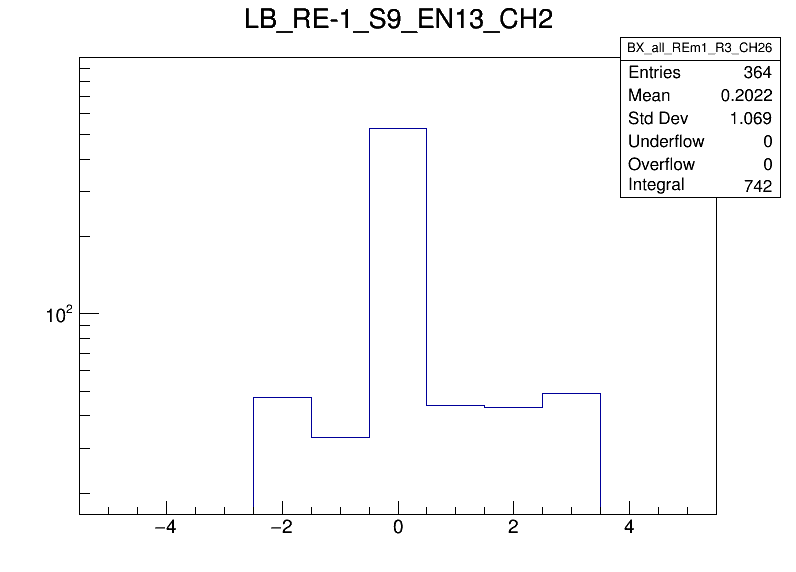 LB_RE-1_S9_EN13_CH2
BX_all_REm1_R3_CH26
Entries 364
Mean 0.2022
Std Dev 1.069
Underflow 0
Overflow 0
Integral 742
10²
−4 −2 0 2 4